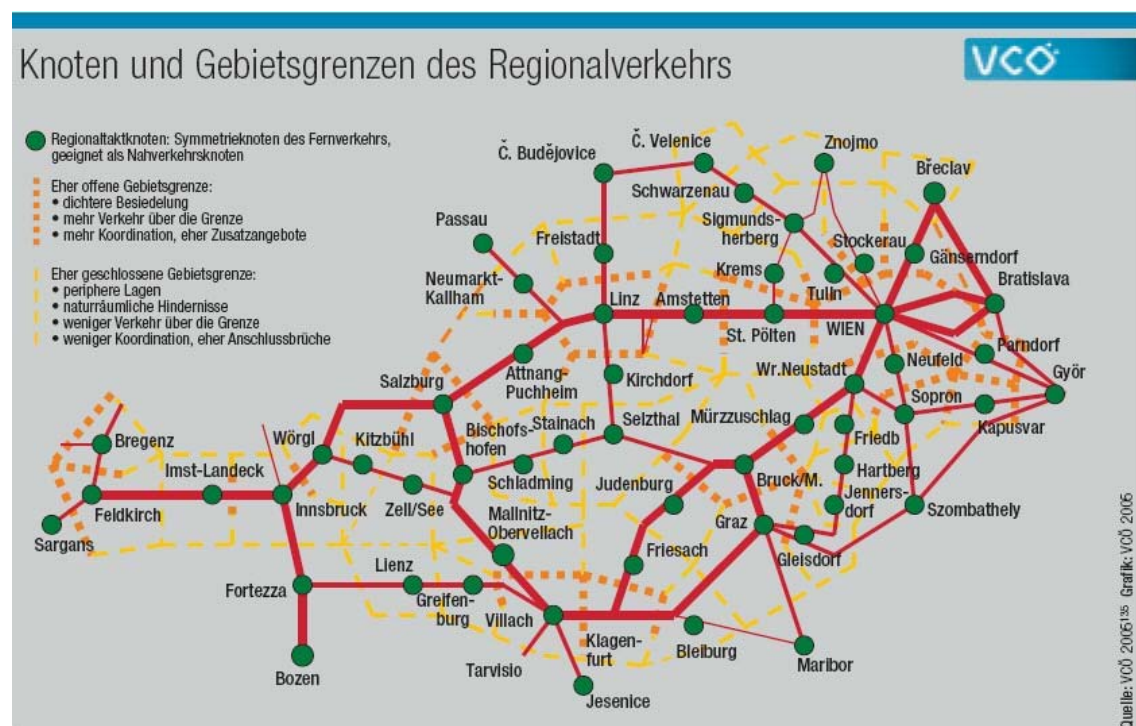 Knoten und Gebietsgrenzen des Regionalverkehrs
VCÖ
Regionaltaktknoten: Symmetrieknoten des Fernverkehrs,
geeignet als Nahverkehrsknoten
Eher offene Gebietsgrenze:
• dichtere Besiedelung
• mehr Verkehr über die Grenze
• mehr Koordination, eher Zusatzangebote
Eher geschlossene Gebietsgrenze:
• periphere Lagen
• naturräumliche Hindernisse
• weniger Verkehr über die Grenze
• weniger Koordination, eher Anschlussbrüche
Č. Budějovice
Č. Velenice
Znojmo
Břeclav
Schwarzenau
Passau
Sigmunds-
herberg
Freistadt
Stockerau
Gänserndorf
Neumarkt-
Kallham
Krems
Tulln
Bratislava
Linz
Amstetten
St. Pölten
WIEN
Parndorf
Attnang-
Puchheim
Kirchdorf
Wr.Neustadt
Neufeld
Györ
Salzburg
Sopron
Kapusvar
Bregenz
Wörgl
Kitzbühl
Bischofs-
hofen
Stainach
Selzthal
Mürzzuschlag
Friedb
Imst-Landeck
Schladming
Judenburg
Bruck/M.
Hartberg
Feldkirch
Innsbruck
Zell/See
Mallnitz-
Obervellach
Jenners-
dorf
Szombathely
Sargans
Graz
Gleisdorf
Friesach
Lienz
Fortezza
Greifen-
burg
Villach
Klagen-
furt
Bleiburg
Maribor
Tarvisio
Bozen
Jesenice
Quelle: VCÖ 2005¹³⁵ Grafik: VCÖ 2005